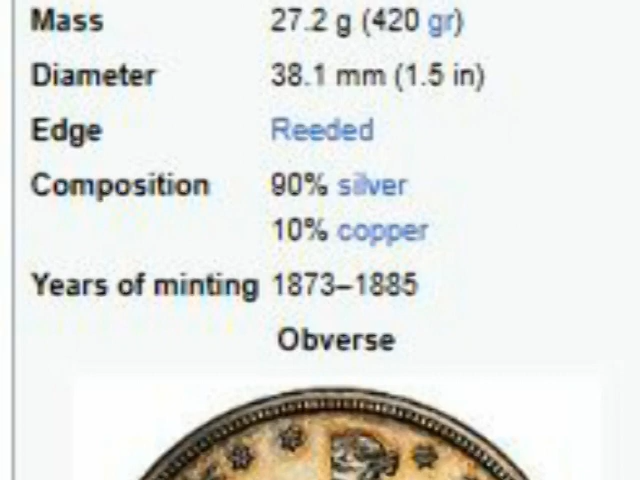 Mass 27.2 g (420 gr)
Diameter 38.1 mm (1.5 in)
Edge Reeded
Composition 90% silver
10% copper
Years of minting 1873–1885
Obverse